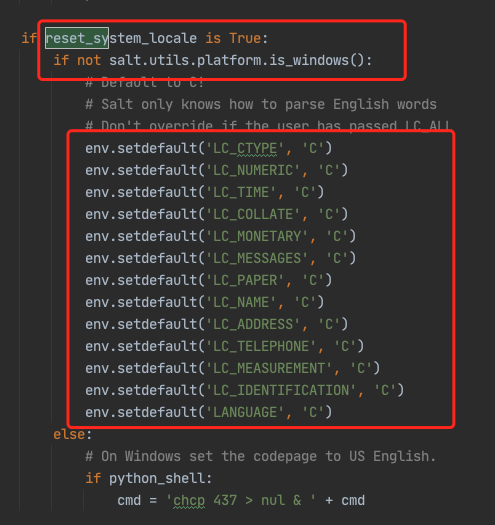 if reset_system_locale is True:
if not salt.utils.platform.is_windows():
# Default to C!
# Salt only knows how to parse English words
# Don't override if the user has passed LC_ALL
env.setdefault('LC_CTYPE', 'C')
env.setdefault('LC_NUMERIC', 'C')
env.setdefault('LC_TIME', 'C')
env.setdefault('LC_COLLATE', 'C')
env.setdefault('LC_MONETARY', 'C')
env.setdefault('LC_MESSAGES', 'C')
env.setdefault('LC_PAPER', 'C')
env.setdefault('LC_NAME', 'C')
env.setdefault('LC_ADDRESS', 'C')
env.setdefault('LC_TELEPHONE', 'C')
env.setdefault('LC_MEASUREMENT', 'C')
env.setdefault('LC_IDENTIFICATION', 'C')
env.setdefault('LANGUAGE', 'C')
else:
# On Windows set the codepage to US English.
if python_shell:
cmd = 'chcp 437 > nul & ' + cmd